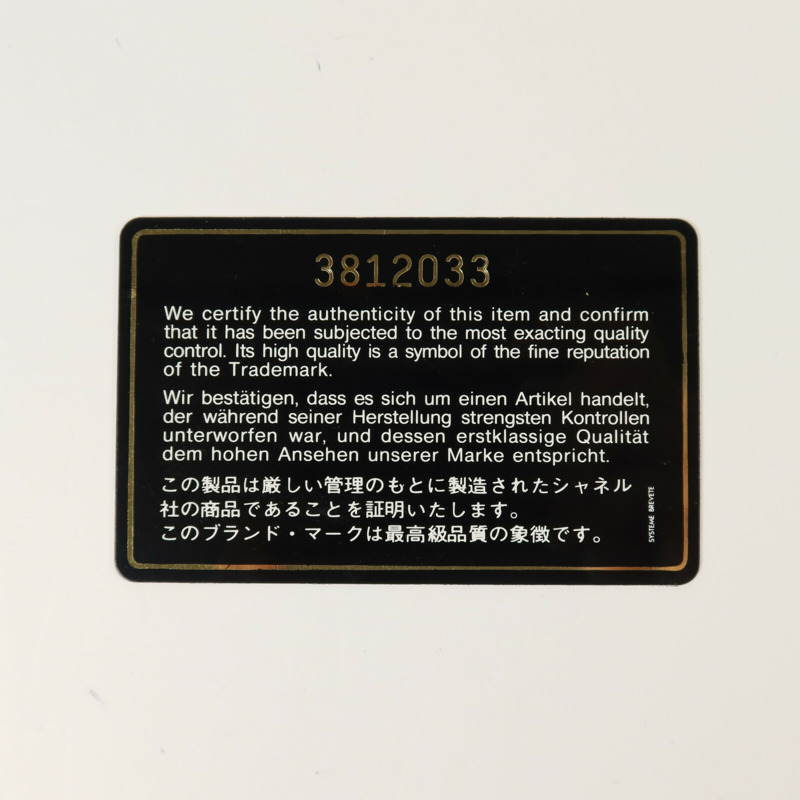 3812033
We certify the authenticity of this item and confirm
that it has been subjected to the most exacting quality
control. Its high quality is a symbol of the fine reputation
of the Trademark.
Wir bestätigen, dass es sich um einen Artikel handelt,
der während seiner Herstellung strengsten Kontrollen
unterworfen war, und dessen erstklassige Qualität
dem hohen Ansehen unserer Marke entspricht.
この製品は厳しい管理のもとに製造されたシャネル
社の商品であることを証明いたします。
このブランド・マークは最高級品質の象徴です。
SYSTEME BREVETE